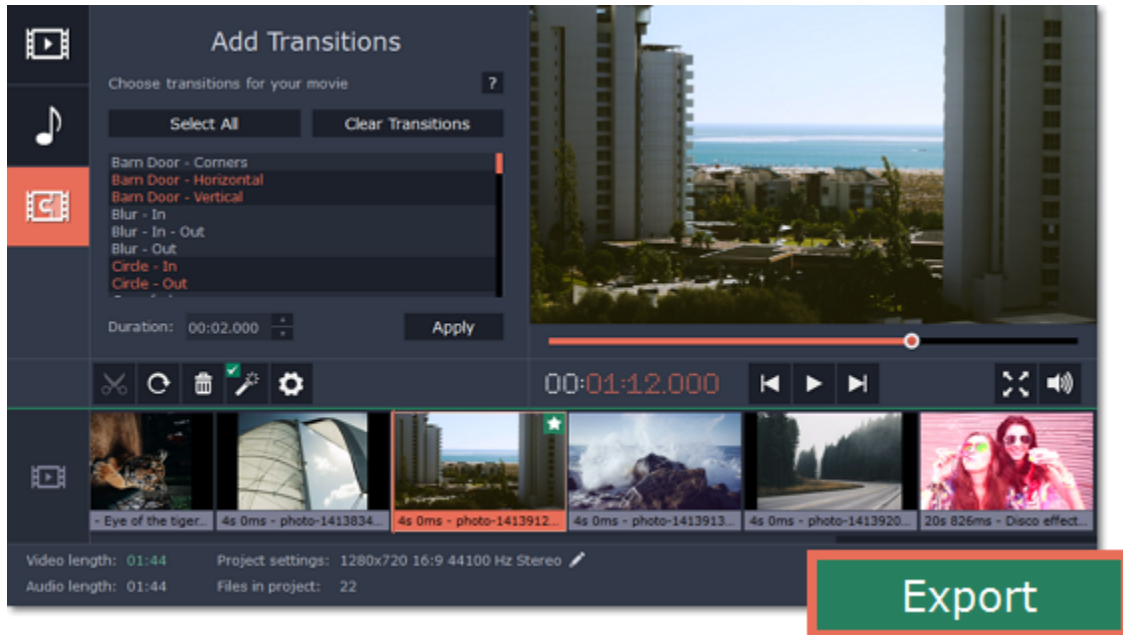 Add Transitions
Choose transitions for your movie ?
Select All Clear Transitions
Barn Door - Corners
Barn Door - Horizontal
Barn Door - Vertical
Blur - In
Blur - In - Out
Blur - Out
Circle - In
Circle - Out
Duration: 00:02.000 Apply
00:01:12.000
- Eye of the tiger... 4s 0ms - photo-1413834... 4s 0ms - photo-1413912... 4s 0ms - photo-1413913... 4s 0ms - photo-1413920... 20s 826ms - Disco effect...
Video length: 01:44 Project settings: 1280x720 16:9 44100 Hz Stereo
Audio length: 01:44 Files in project: 22
Export